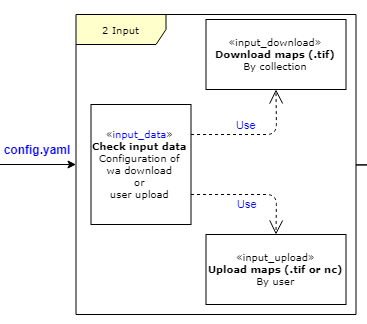 2 Input
«input_download»
Download maps (.tif)
By collection
Use
config.yaml
«input_data»
Check input data
Configuration of
wa download
or
user upload
Use
«input_upload»
Upload maps (.tif or nc)
By user